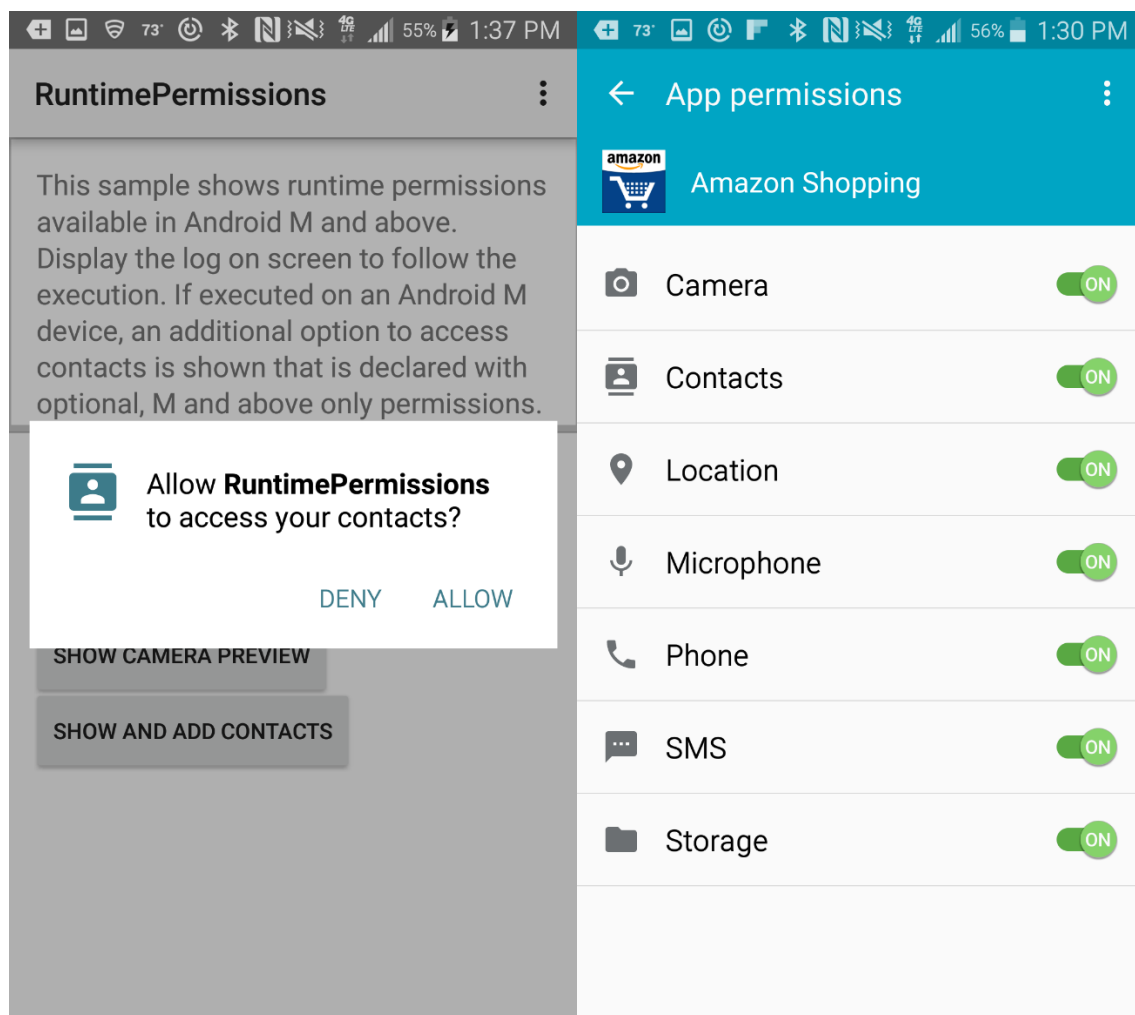 73° 4G LTE 55% 1:37 PM
RuntimePermissions
This sample shows runtime permissions
available in Android M and above.
Display the log on screen to follow the
execution. If executed on an Android M
device, an additional option to access
contacts is shown that is declared with
optional, M and above only permissions.
Allow RuntimePermissions
to access your contacts?
DENY ALLOW
SHOW CAMERA PREVIEW
SHOW AND ADD CONTACTS
73° 4G LTE 56% 1:30 PM
App permissions
amazon
Amazon Shopping
Camera ON
Contacts ON
Location ON
Microphone ON
Phone ON
SMS ON
Storage ON